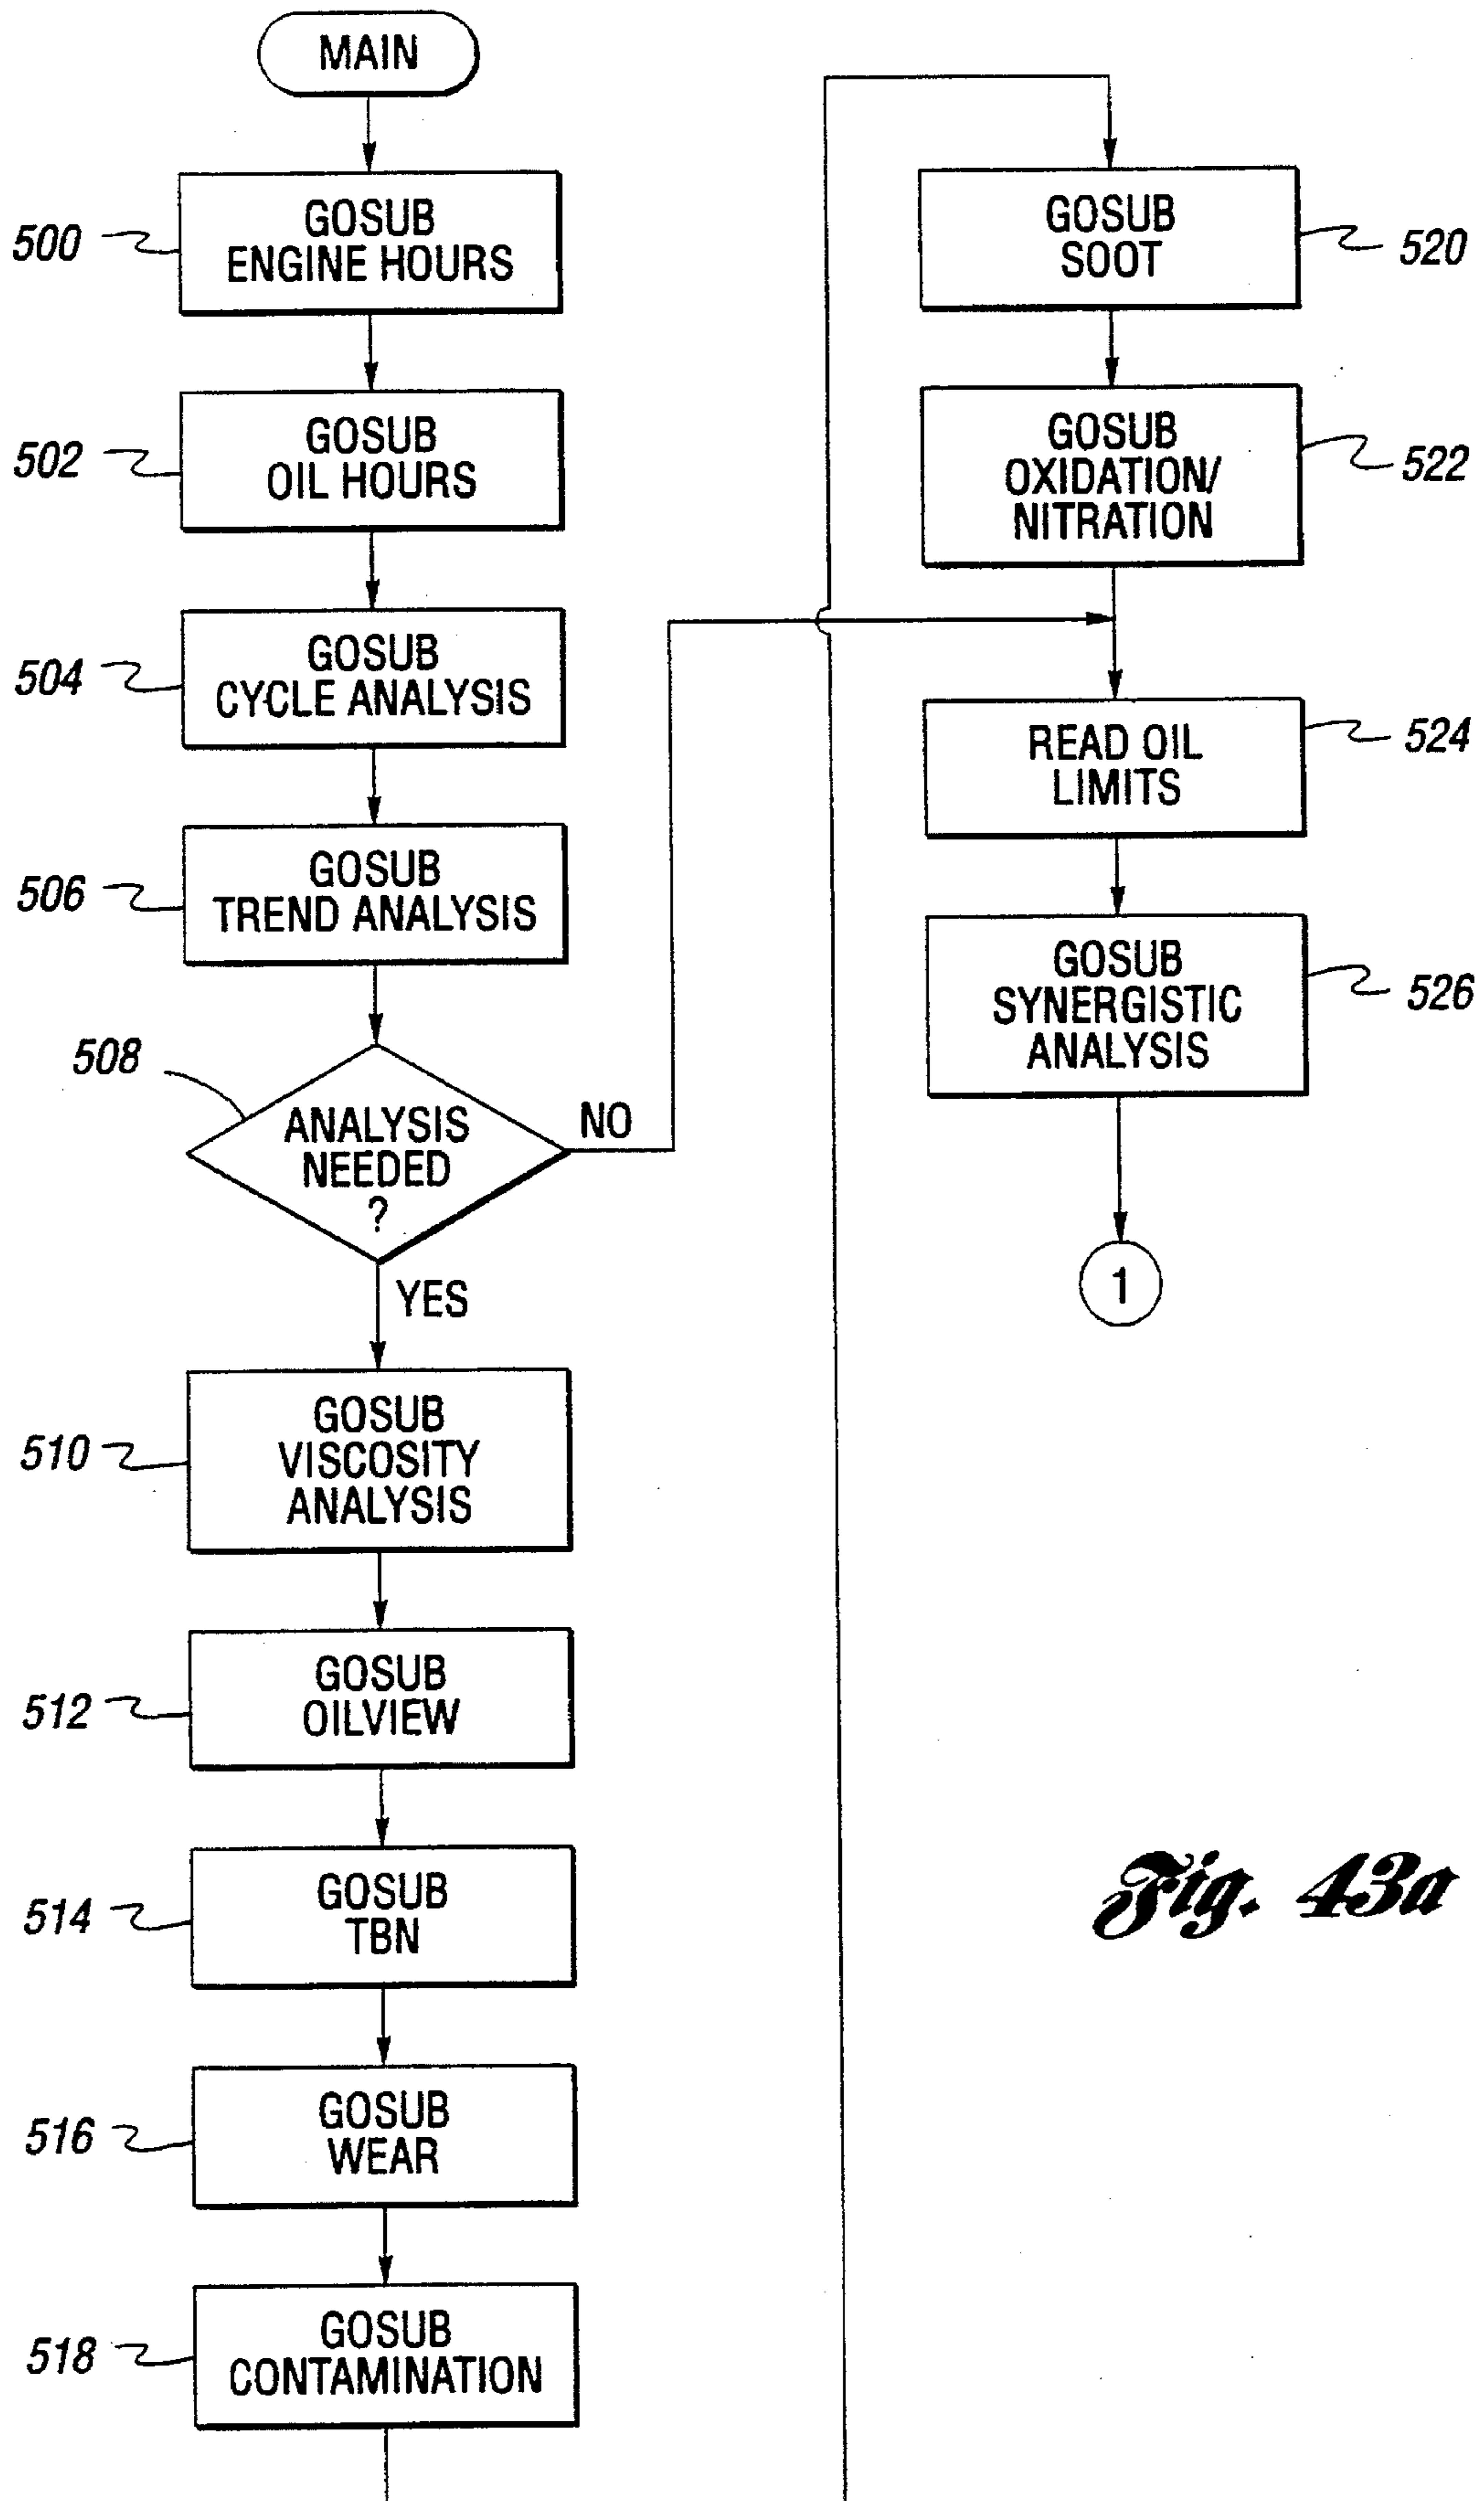 MAIN
500
GOSUB
ENGINE HOURS
502
GOSUB
OIL HOURS
504
GOSUB
CYCLE ANALYSIS
506
GOSUB
TREND ANALYSIS
508
ANALYSIS
NEEDED
?
NO
YES
510
GOSUB
VISCOSITY
ANALYSIS
512
GOSUB
OILVIEW
514
GOSUB
TBN
516
GOSUB
WEAR
518
GOSUB
CONTAMINATION
GOSUB
SOOT
520
GOSUB
OXIDATION/
NITRATION
522
READ OIL
LIMITS
524
GOSUB
SYNERGISTIC
ANALYSIS
526
1
Fig. 43a